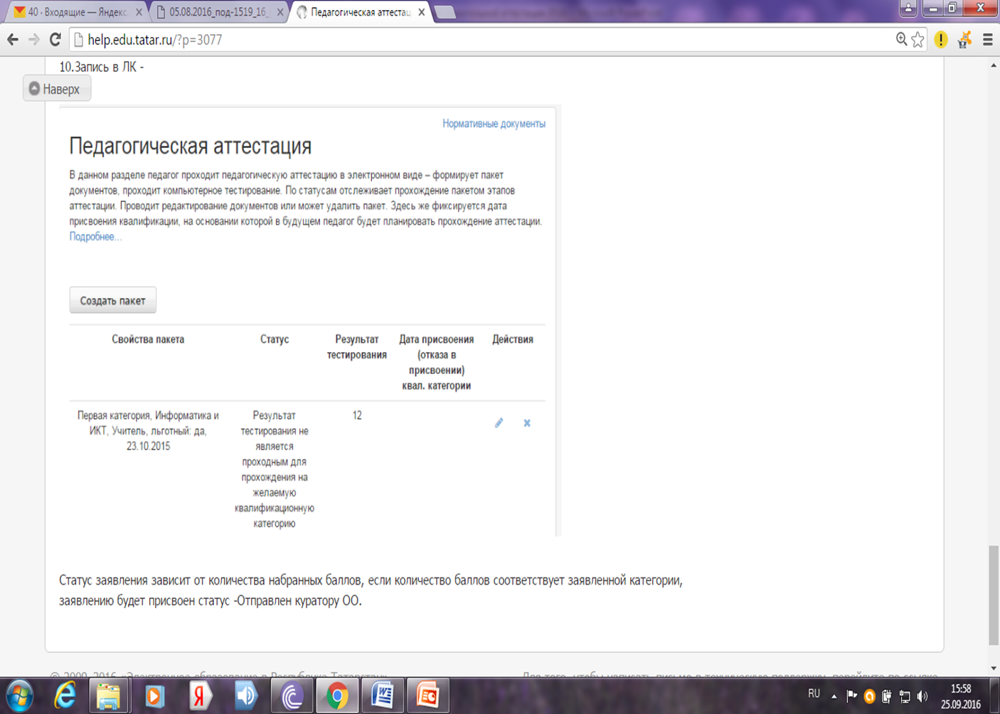 40 · Входящие — Яндекс
05.08.2016_под-1519_16_
Педагогическая аттестац
help.edu.tatar.ru/?p=3077
10.Запись в ЛК -
Наверх
Нормативные документы
Педагогическая аттестация
В данном разделе педагог проходит педагогическую аттестацию в электронном виде – формирует пакет
документов, проходит компьютерное тестирование. По статусам отслеживает прохождение пакетом этапов
аттестации. Проводит редактирование документов или может удалить пакет. Здесь же фиксируется дата
присвоения квалификации, на основании которой в будущем педагог будет планировать прохождение аттестации.
Подробнее...
Создать пакет
Свойства пакета
Статус
Результат
тестирования
Дата присвоения
(отказа в
присвоении)
квал. категории
Действия
Первая категория, Информатика и
ИКТ, Учитель, льготный: да,
23.10.2015
Результат
тестирования не
является
проходным для
прохождения на
желаемую
квалификационную
категорию
12
Статус заявления зависит от количества набранных баллов, если количество баллов соответствует заявленной категории,
заявлению будет присвоен статус -Отправлен куратору ОО.
© 2009-2016 «Электронное образование в Республике Татарстан»
Для того, чтобы написать письмо в техническую поддержку, перейдите по ссылке
RU
15:58
25.09.2016